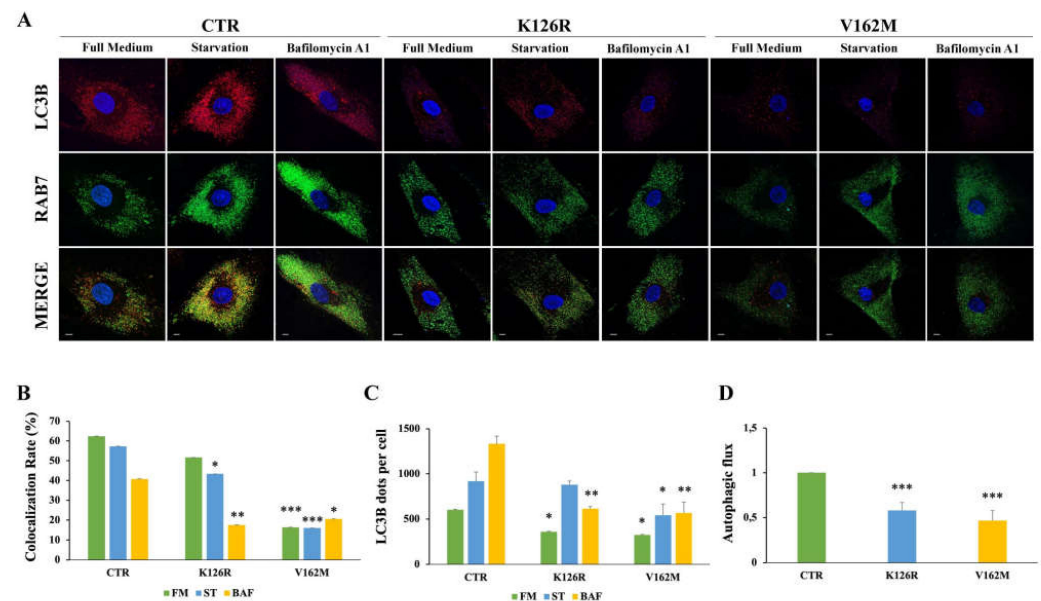 A
CTR K126R V162M
Full Medium Starvation Bafilomycin A1 Full Medium Starvation Bafilomycin A1 Full Medium Starvation Bafilomycin A1
LC3B
RAB7
MERGE
B
Colocalization Rate (%)
70
60
50
40
30
20
10
0
* ** *** *** *
CTR K126R V162M
FM ST BAF
C
LC3B dots per cell
1500
1000
500
0
* ** * * **
CTR K126R V162M
FM ST BAF
D
Autophagic flux
1,5
1
0,5
0
*** ***
CTR K126R V162M